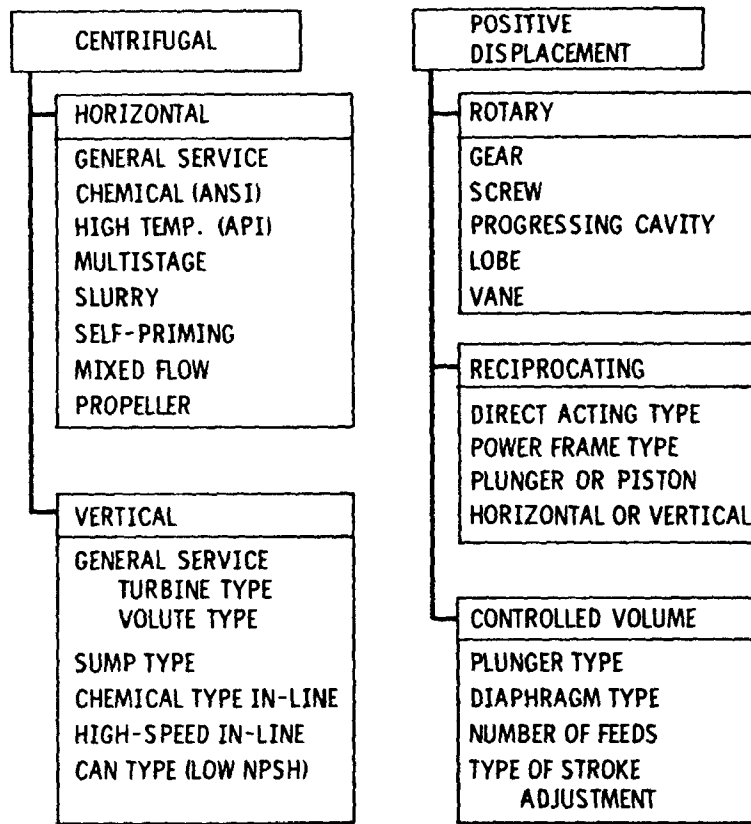 CENTRIFUGAL
HORIZONTAL
GENERAL SERVICE
CHEMICAL (ANSI)
HIGH TEMP. (API)
MULTISTAGE
SLURRY
SELF-PRIMING
MIXED FLOW
PROPELLER
VERTICAL
GENERAL SERVICE
TURBINE TYPE
VOLUTE TYPE
SUMP TYPE
CHEMICAL TYPE IN-LINE
HIGH-SPEED IN-LINE
CAN TYPE (LOW NPSH)
POSITIVE
DISPLACEMENT
ROTARY
GEAR
SCREW
PROGRESSING CAVITY
LOBE
VANE
RECIPROCATING
DIRECT ACTING TYPE
POWER FRAME TYPE
PLUNGER OR PISTON
HORIZONTAL OR VERTICAL
CONTROLLED VOLUME
PLUNGER TYPE
DIAPHRAGM TYPE
NUMBER OF FEEDS
TYPE OF STROKE
ADJUSTMENT